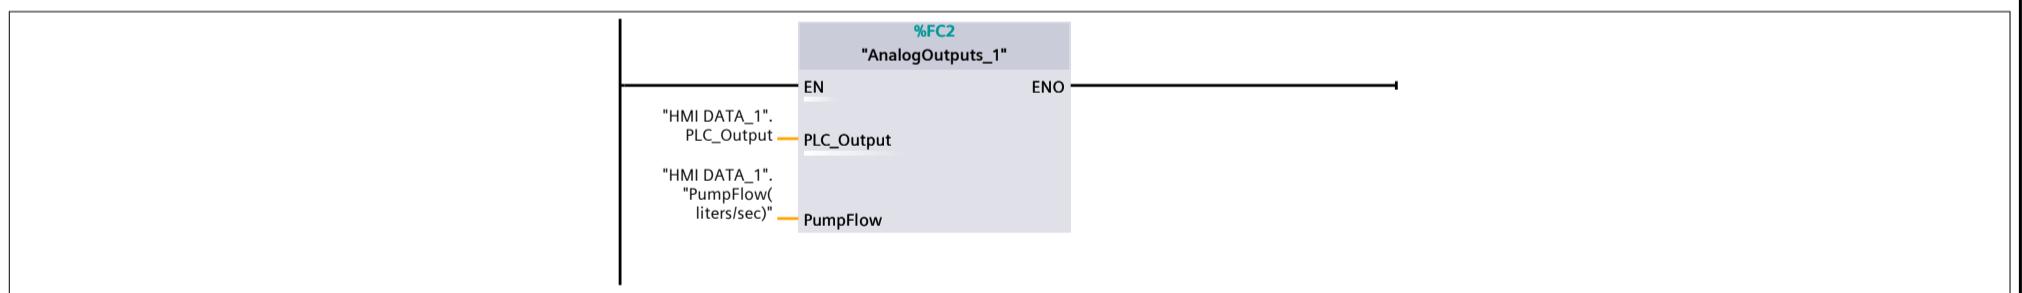 %FC2
"AnalogOutputs_1"
EN
ENO
"HMI DATA_1".
PLC_Output
PLC_Output
"HMI DATA_1".
"PumpFlow(
liters/sec)"
PumpFlow